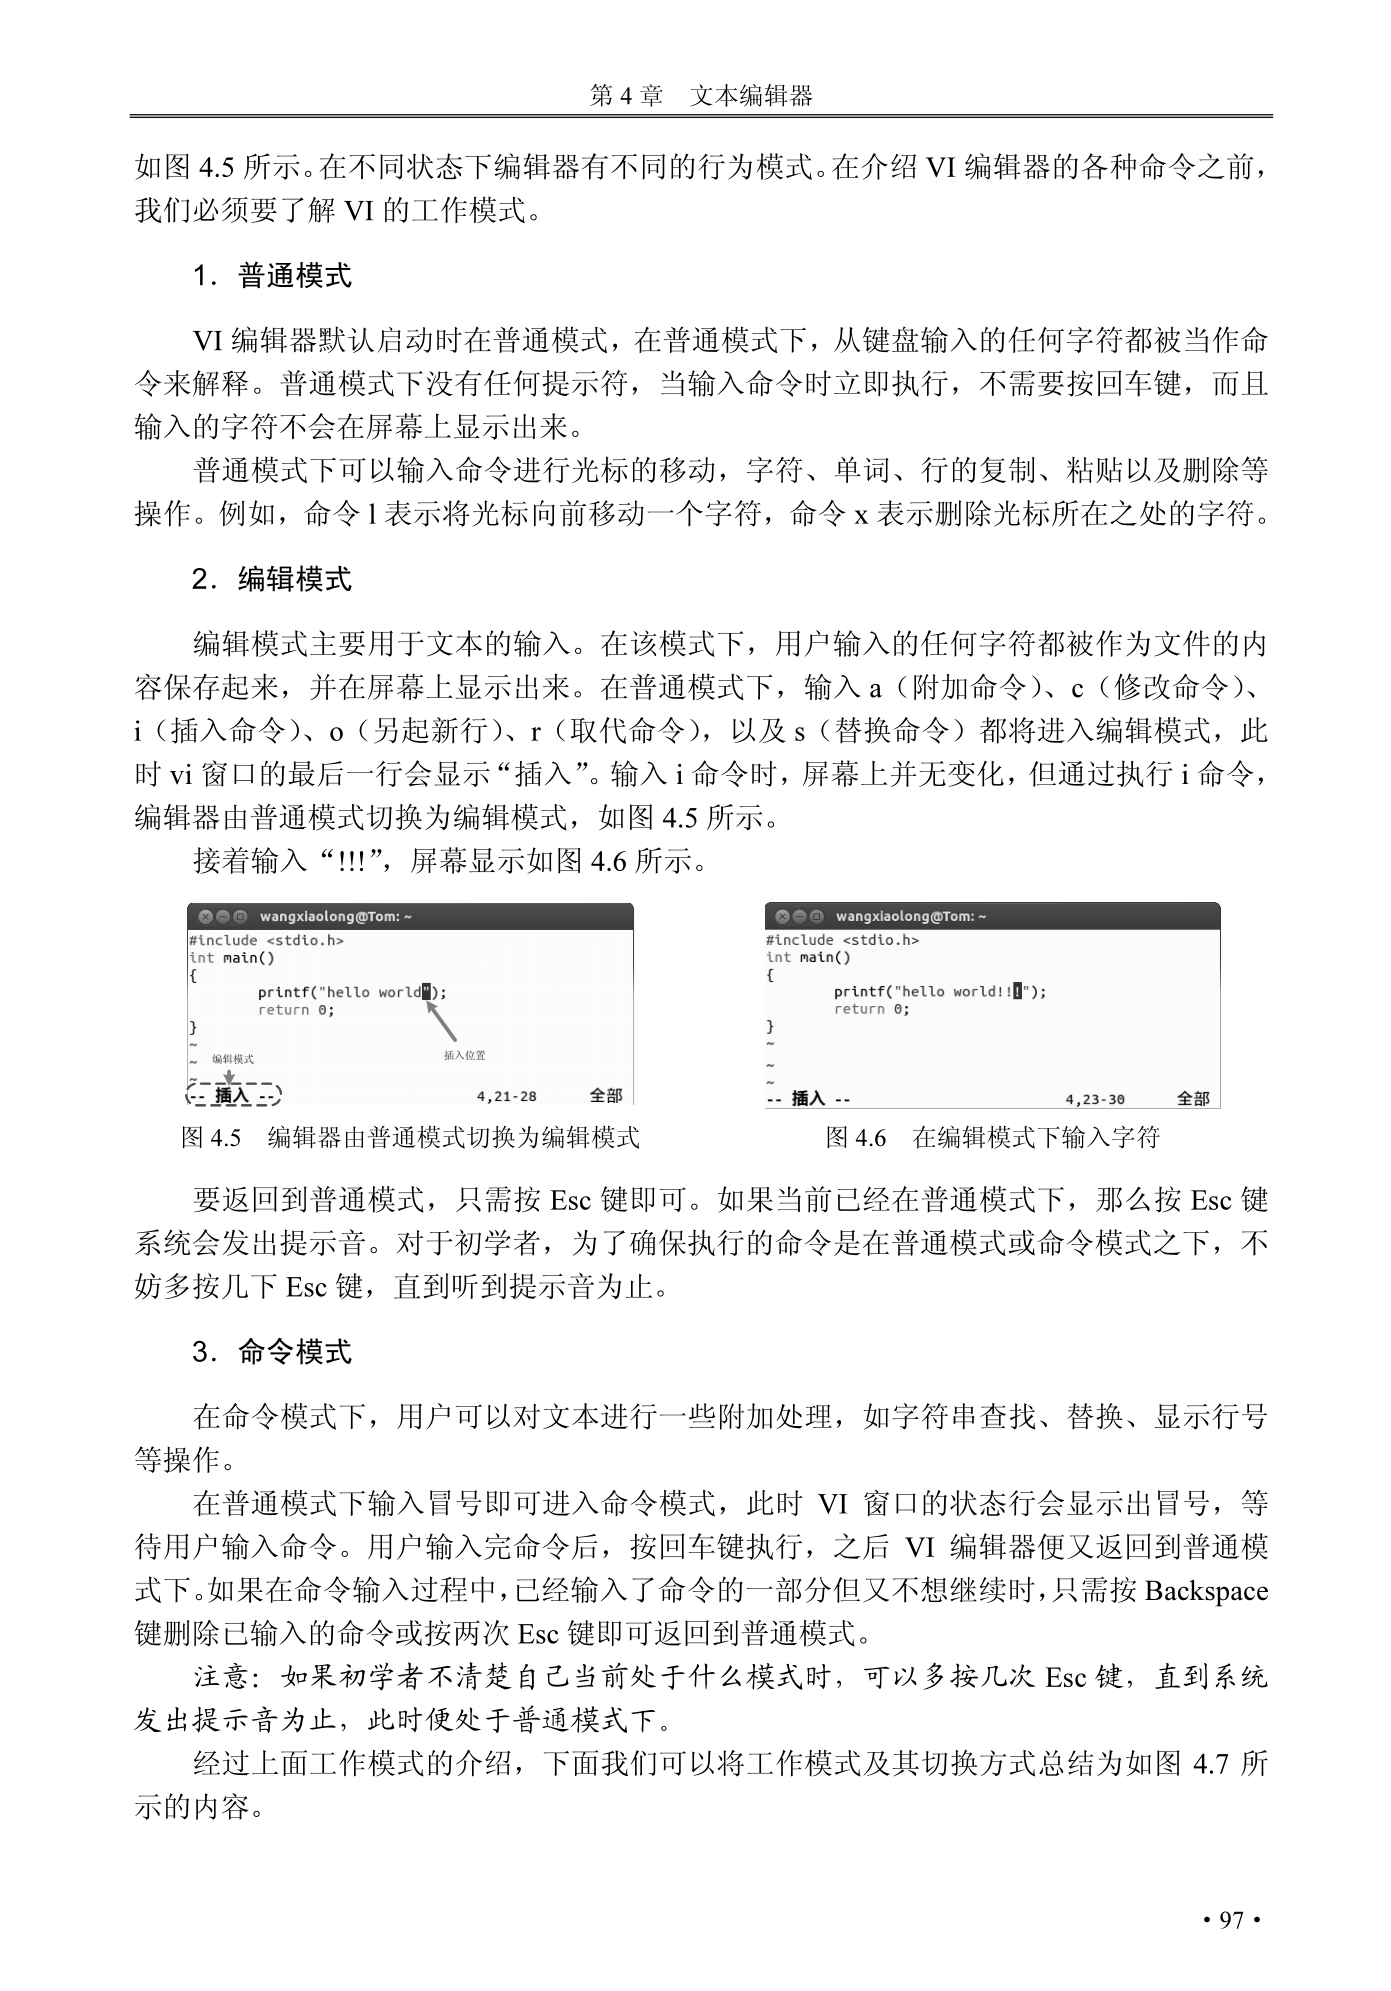 第 4 章　文本编辑器
如图 4.5 所示。在不同状态下编辑器有不同的行为模式。在介绍 VI 编辑器的各种命令之前，
我们必须要了解 VI 的工作模式。
1．普通模式
VI 编辑器默认启动时在普通模式，在普通模式下，从键盘输入的任何字符都被当作命
令来解释。普通模式下没有任何提示符，当输入命令时立即执行，不需要按回车键，而且
输入的字符不会在屏幕上显示出来。
普通模式下可以输入命令进行光标的移动，字符、单词、行的复制、粘贴以及删除等
操作。例如，命令 l 表示将光标向前移动一个字符，命令 x 表示删除光标所在之处的字符。
2．编辑模式
编辑模式主要用于文本的输入。在该模式下，用户输入的任何字符都被作为文件的内
容保存起来，并在屏幕上显示出来。在普通模式下，输入 a（附加命令）、c（修改命令）、
i（插入命令）、o（另起新行）、r（取代命令），以及 s（替换命令）都将进入编辑模式，此
时 vi 窗口的最后一行会显示“插入”。输入 i 命令时，屏幕上并无变化，但通过执行 i 命令，
编辑器由普通模式切换为编辑模式，如图 4.5 所示。
接着输入“!!!”，屏幕显示如图 4.6 所示。
wangxiaolong@Tom: ~
#include <stdio.h>
int main()
{
printf("hello world");
return 0;
}
~
~ 编辑模式 插入位置
~
-- 插入 -- 4,21-28 全部
图 4.5　编辑器由普通模式切换为编辑模式
wangxiaolong@Tom: ~
#include <stdio.h>
int main()
{
printf("hello world!!!");
return 0;
}
~
~
~
-- 插入 -- 4,23-30 全部
图 4.6　在编辑模式下输入字符
要返回到普通模式，只需按 Esc 键即可。如果当前已经在普通模式下，那么按 Esc 键
系统会发出提示音。对于初学者，为了确保执行的命令是在普通模式或命令模式之下，不
妨多按几下 Esc 键，直到听到提示音为止。
3．命令模式
在命令模式下，用户可以对文本进行一些附加处理，如字符串查找、替换、显示行号
等操作。
在普通模式下输入冒号即可进入命令模式，此时 VI 窗口的状态行会显示出冒号，等
待用户输入命令。用户输入完命令后，按回车键执行，之后 VI 编辑器便又返回到普通模
式下。如果在命令输入过程中，已经输入了命令的一部分但又不想继续时，只需按 Backspace
键删除已输入的命令或按两次 Esc 键即可返回到普通模式。
注意：如果初学者不清楚自己当前处于什么模式时，可以多按几次 Esc 键，直到系统
发出提示音为止，此时便处于普通模式下。
经过上面工作模式的介绍，下面我们可以将工作模式及其切换方式总结为如图 4.7 所
示的内容。
·97·